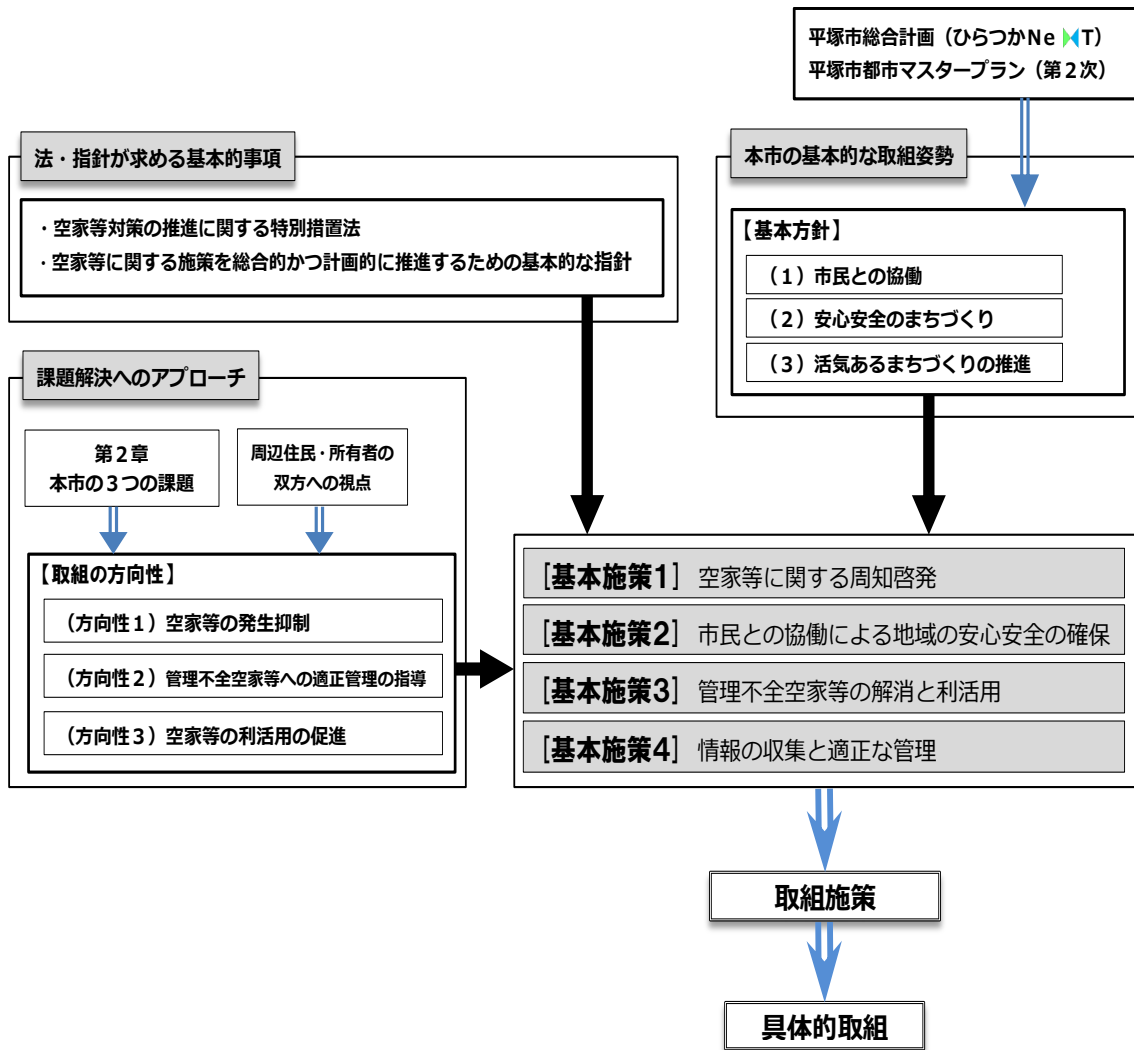 平塚市総合計画(ひらつかNeXT)
平塚市都市マスタープラン(第2次)
法・指針が求める基本的事項
・空家等対策の推進に関する特別措置法
・空家等に関する施策を総合的かつ計画的に推進するための基本的な指針
本市の基本的な取組姿勢
【基本方針】
(1)市民との協働
(2)安心安全のまちづくり
(3)活気あるまちづくりの推進
課題解決へのアプローチ
第2章
本市の3つの課題
周辺住民・所有者の
双方への視点
【取組の方向性】
(方向性1)空家等の発生抑制
(方向性2)管理不全空家等への適正管理の指導
(方向性3)空家等の利活用の促進
[基本施策1] 空家等に関する周知啓発
[基本施策2] 市民との協働による地域の安心安全の確保
[基本施策3] 管理不全空家等の解消と利活用
[基本施策4] 情報の収集と適正な管理
取組施策
具体的取組